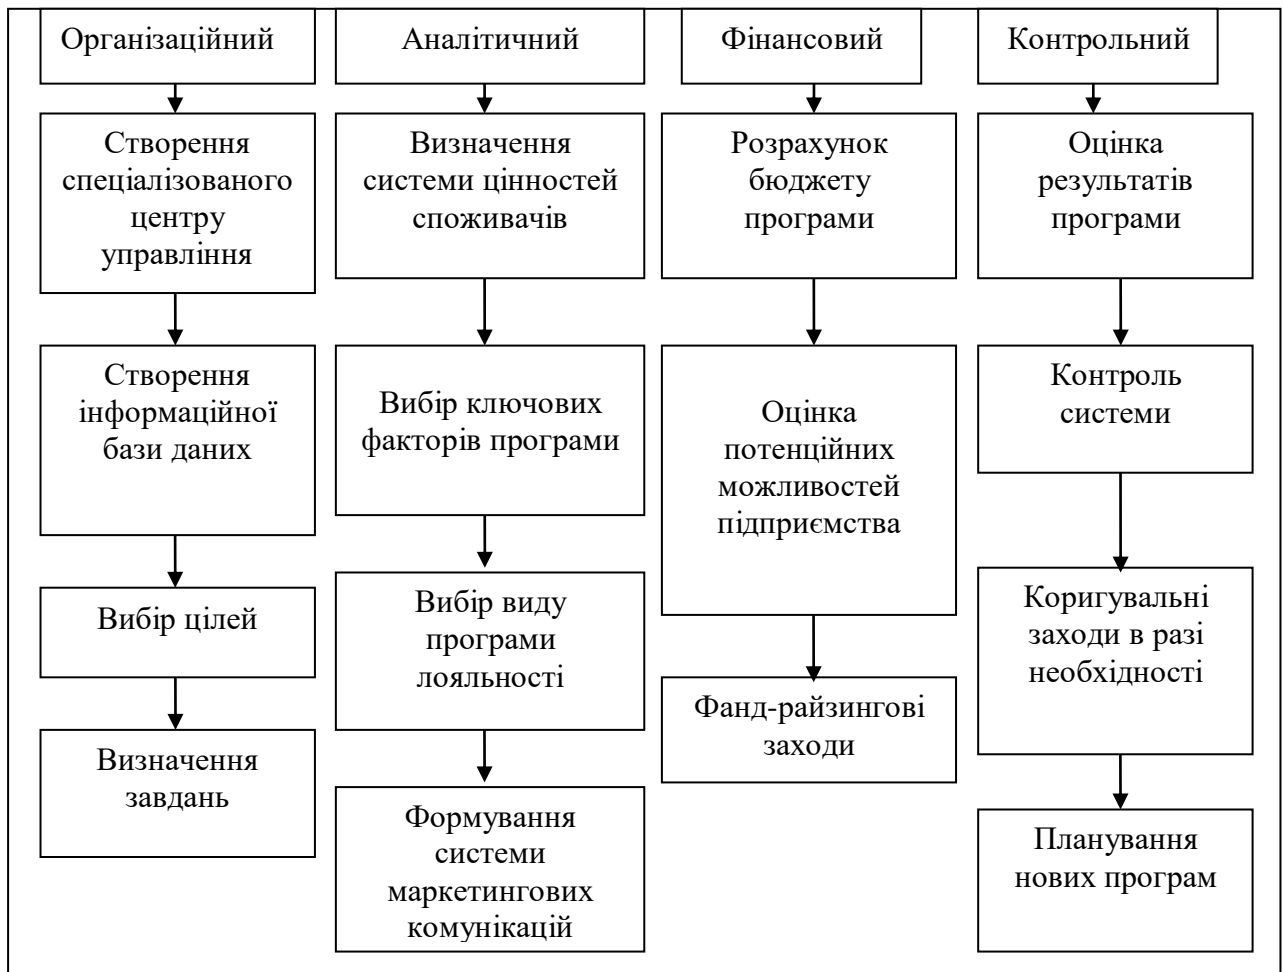 Організаційний
Аналітичний
Фінансовий
Контрольний
Створення
спеціалізованого
центру
управління
Визначення
системи цінностей
споживачів
Розрахунок
бюджету
програми
Оцінка
результатів
програми
Створення
інформаційної
бази даних
Вибір ключових
факторів програми
Оцінка
потенційних
можливостей
підприємства
Контроль
системи
Вибір цілей
Вибір виду
програми
лояльності
Коригувальні
заходи в разі
необхідності
Фанд-райзингові
заходи
Визначення
завдань
Формування
системи
маркетингових
комунікацій
Планування
нових програм